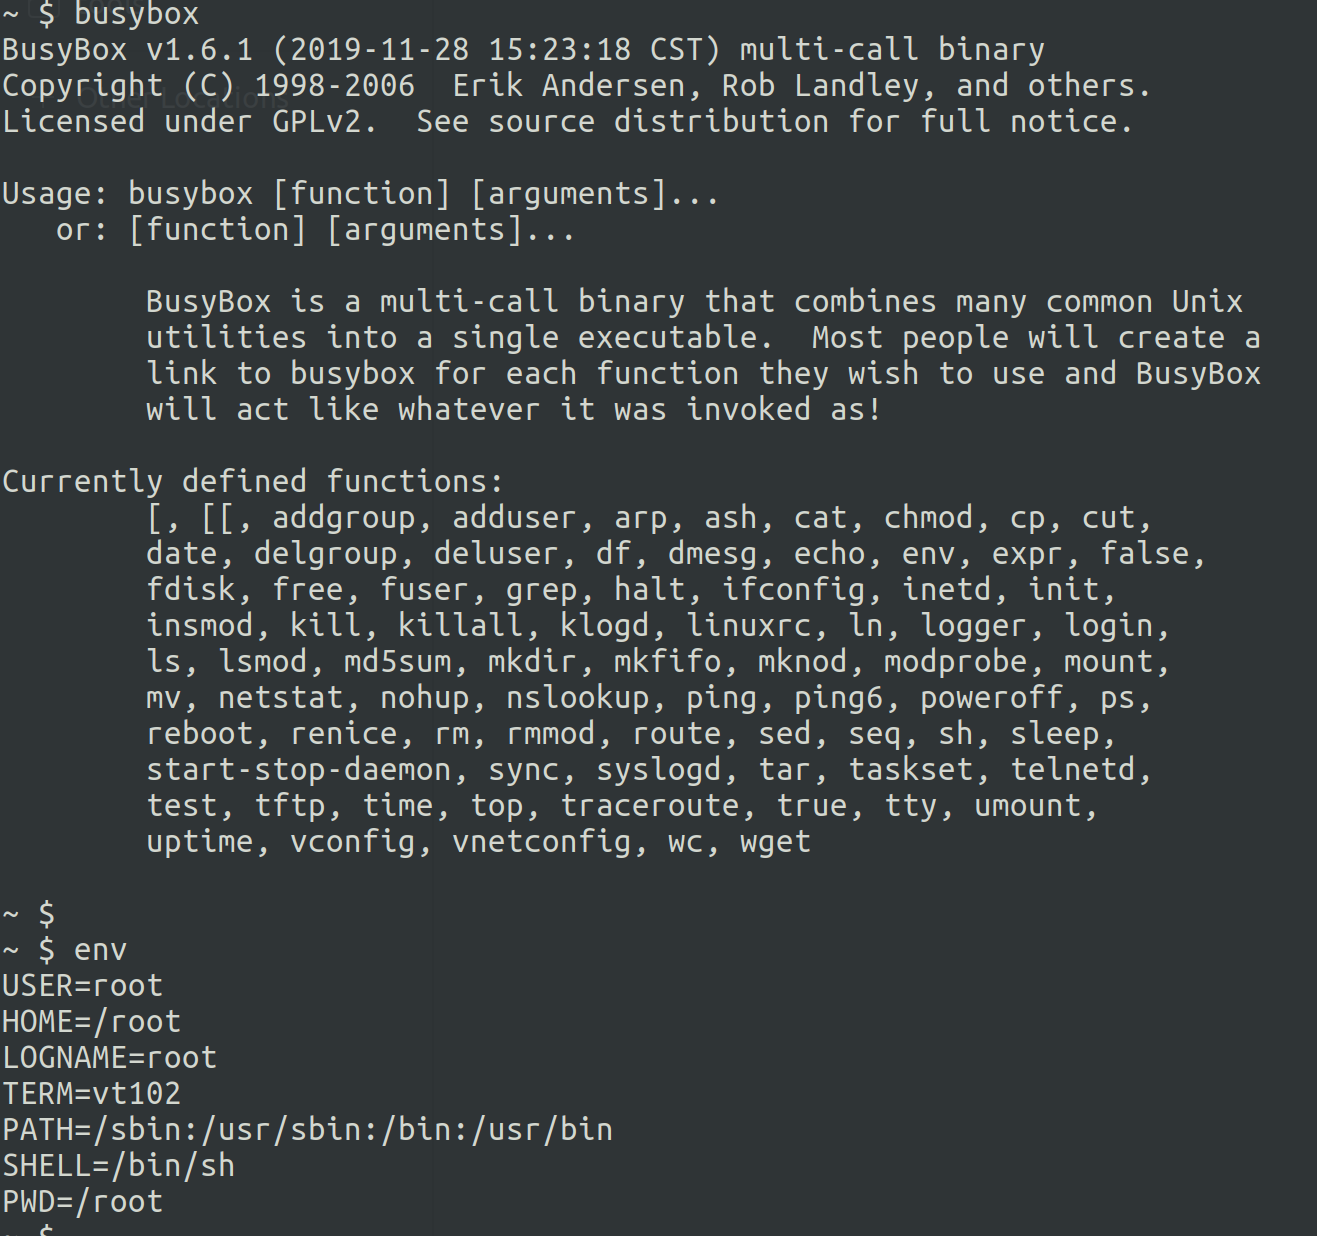 ~ $ busybox
BusyBox v1.6.1 (2019-11-28 15:23:18 CST) multi-call binary
Copyright (C) 1998-2006  Erik Andersen, Rob Landley, and others.
Other Locations
Licensed under GPLv2.  See source distribution for full notice.

Usage: busybox [function] [arguments]...
   or: [function] [arguments]...

        BusyBox is a multi-call binary that combines many common Unix
        utilities into a single executable.  Most people will create a
        link to busybox for each function they wish to use and BusyBox
        will act like whatever it was invoked as!

Currently defined functions:
        [, [[, addgroup, adduser, arp, ash, cat, chmod, cp, cut,
        date, delgroup, deluser, df, dmesg, echo, env, expr, false,
        fdisk, free, fuser, grep, halt, ifconfig, inetd, init,
        insmod, kill, killall, klogd, linuxrc, ln, logger, login,
        ls, lsmod, md5sum, mkdir, mkfifo, mknod, modprobe, mount,
        mv, netstat, nohup, nslookup, ping, ping6, poweroff, ps,
        reboot, renice, rm, rmmod, route, sed, seq, sh, sleep,
        start-stop-daemon, sync, syslogd, tar, taskset, telnetd,
        test, tftp, time, top, traceroute, true, tty, umount,
        uptime, vconfig, vnetconfig, wc, wget

~ $
~ $ env
USER=root
HOME=/root
LOGNAME=root
TERM=vt102
PATH=/sbin:/usr/sbin:/bin:/usr/bin
SHELL=/bin/sh
PWD=/root
~ $